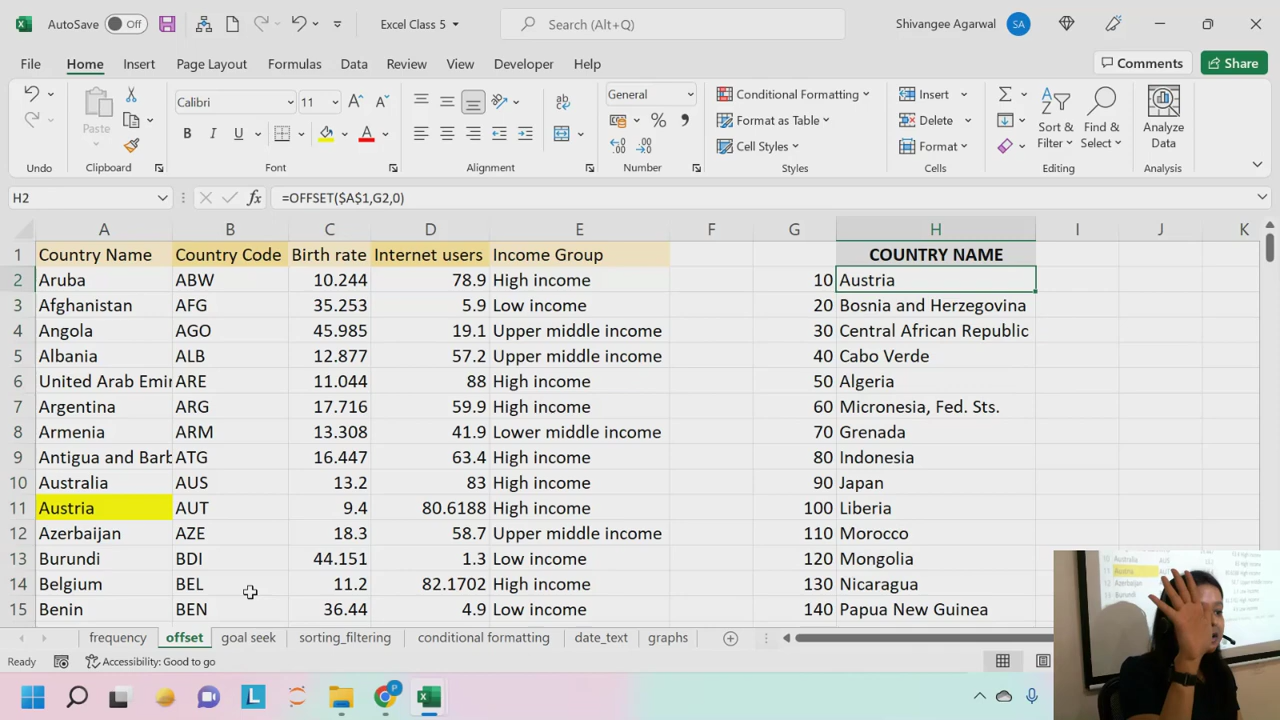 AutoSave Off Excel Class 5 Search (Alt+Q) Shivangee Agarwal SA
File Home Insert Page Layout Formulas Data Review View Developer Help Comments Share
Calibri 11 General Conditional Formatting Insert
Paste B I U A % , Format as Table Delete Sort & Filter Find & Select Analyze Data
Cell Styles Format
Undo Clipboard Font Alignment Number Styles Cells Editing Analysis
H2 fx =OFFSET($A$1,G2,0)
A B C D E F G H I J K
1 Country Name Country Code Birth rate Internet users Income Group COUNTRY NAME
2 Aruba ABW 10.244 78.9 High income 10 Austria
3 Afghanistan AFG 35.253 5.9 Low income 20 Bosnia and Herzegovina
4 Angola AGO 45.985 19.1 Upper middle income 30 Central African Republic
5 Albania ALB 12.877 57.2 Upper middle income 40 Cabo Verde
6 United Arab Emir ARE 11.044 88 High income 50 Algeria
7 Argentina ARG 17.716 59.9 High income 60 Micronesia, Fed. Sts.
8 Armenia ARM 13.308 41.9 Lower middle income 70 Grenada
9 Antigua and Barb ATG 16.447 63.4 High income 80 Indonesia
10 Australia AUS 13.2 83 High income 90 Japan
11 Austria AUT 9.4 80.6188 High income 100 Liberia
12 Azerbaijan AZE 18.3 58.7 Upper middle income 110 Morocco
13 Burundi BDI 44.151 1.3 Low income 120 Mongolia
14 Belgium BEL 11.2 82.1702 High income 130 Nicaragua
15 Benin BEN 36.44 4.9 Low income 140 Papua New Guinea
frequency offset goal seek sorting_filtering conditional formatting date_text graphs
Ready Accessibility: Good to go